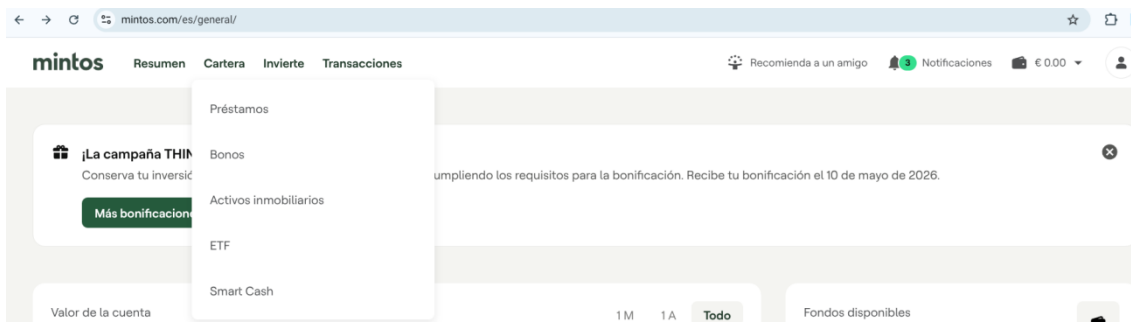 mintos.com/es/general/
mintos Resumen Cartera Invierte Transacciones Recomienda a un amigo 3 Notificaciones € 0.00
Préstamos
¡La campaña THIN
Bonos
Conserva tu inversió umpliendo los requisitos para la bonificación. Recibe tu bonificación el 10 de mayo de 2026.
Activos inmobiliarios
Más bonificacion
ETF
Smart Cash
Valor de la cuenta 1 M 1 A Todo Fondos disponibles